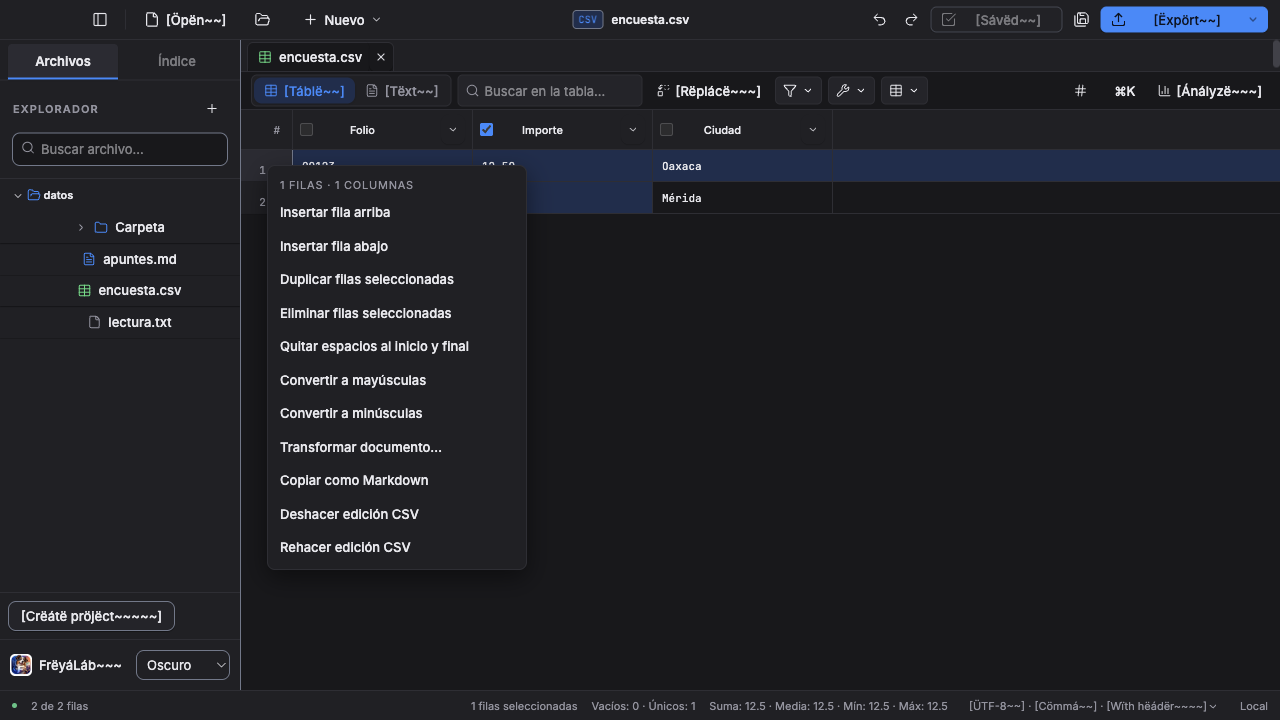 [Öpën~~]
Nuevo
CSV encuesta.csv
[Sávëd~~]
[Ëxpört~~]
Archivos
Índice
encuesta.csv
EXPLORADOR
[Táblë~~]
[Tëxt~~]
Buscar en la tabla...
[Rëplácë~~~]
⌘K
[Ánályzë~~~]
Buscar archivo...
# Folio Importe Ciudad
1 Oaxaca
2 Mérida
datos
Carpeta
apuntes.md
encuesta.csv
lectura.txt
1 FILAS · 1 COLUMNAS
Insertar fila arriba
Insertar fila abajo
Duplicar filas seleccionadas
Eliminar filas seleccionadas
Quitar espacios al inicio y final
Convertir a mayúsculas
Convertir a minúsculas
Transformar documento...
Copiar como Markdown
Deshacer edición CSV
Rehacer edición CSV
[Crëátë pröjëct~~~~~]
FrëyáLáb~~~
Oscuro
2 de 2 filas
1 filas seleccionadas
Vacíos: 0 · Únicos: 1
Suma: 12.5 · Media: 12.5 · Mín: 12.5 · Máx: 12.5
[ÜTF-8~~] · [Cömmá~~] · [Wíth hëádër~~~~]
Local